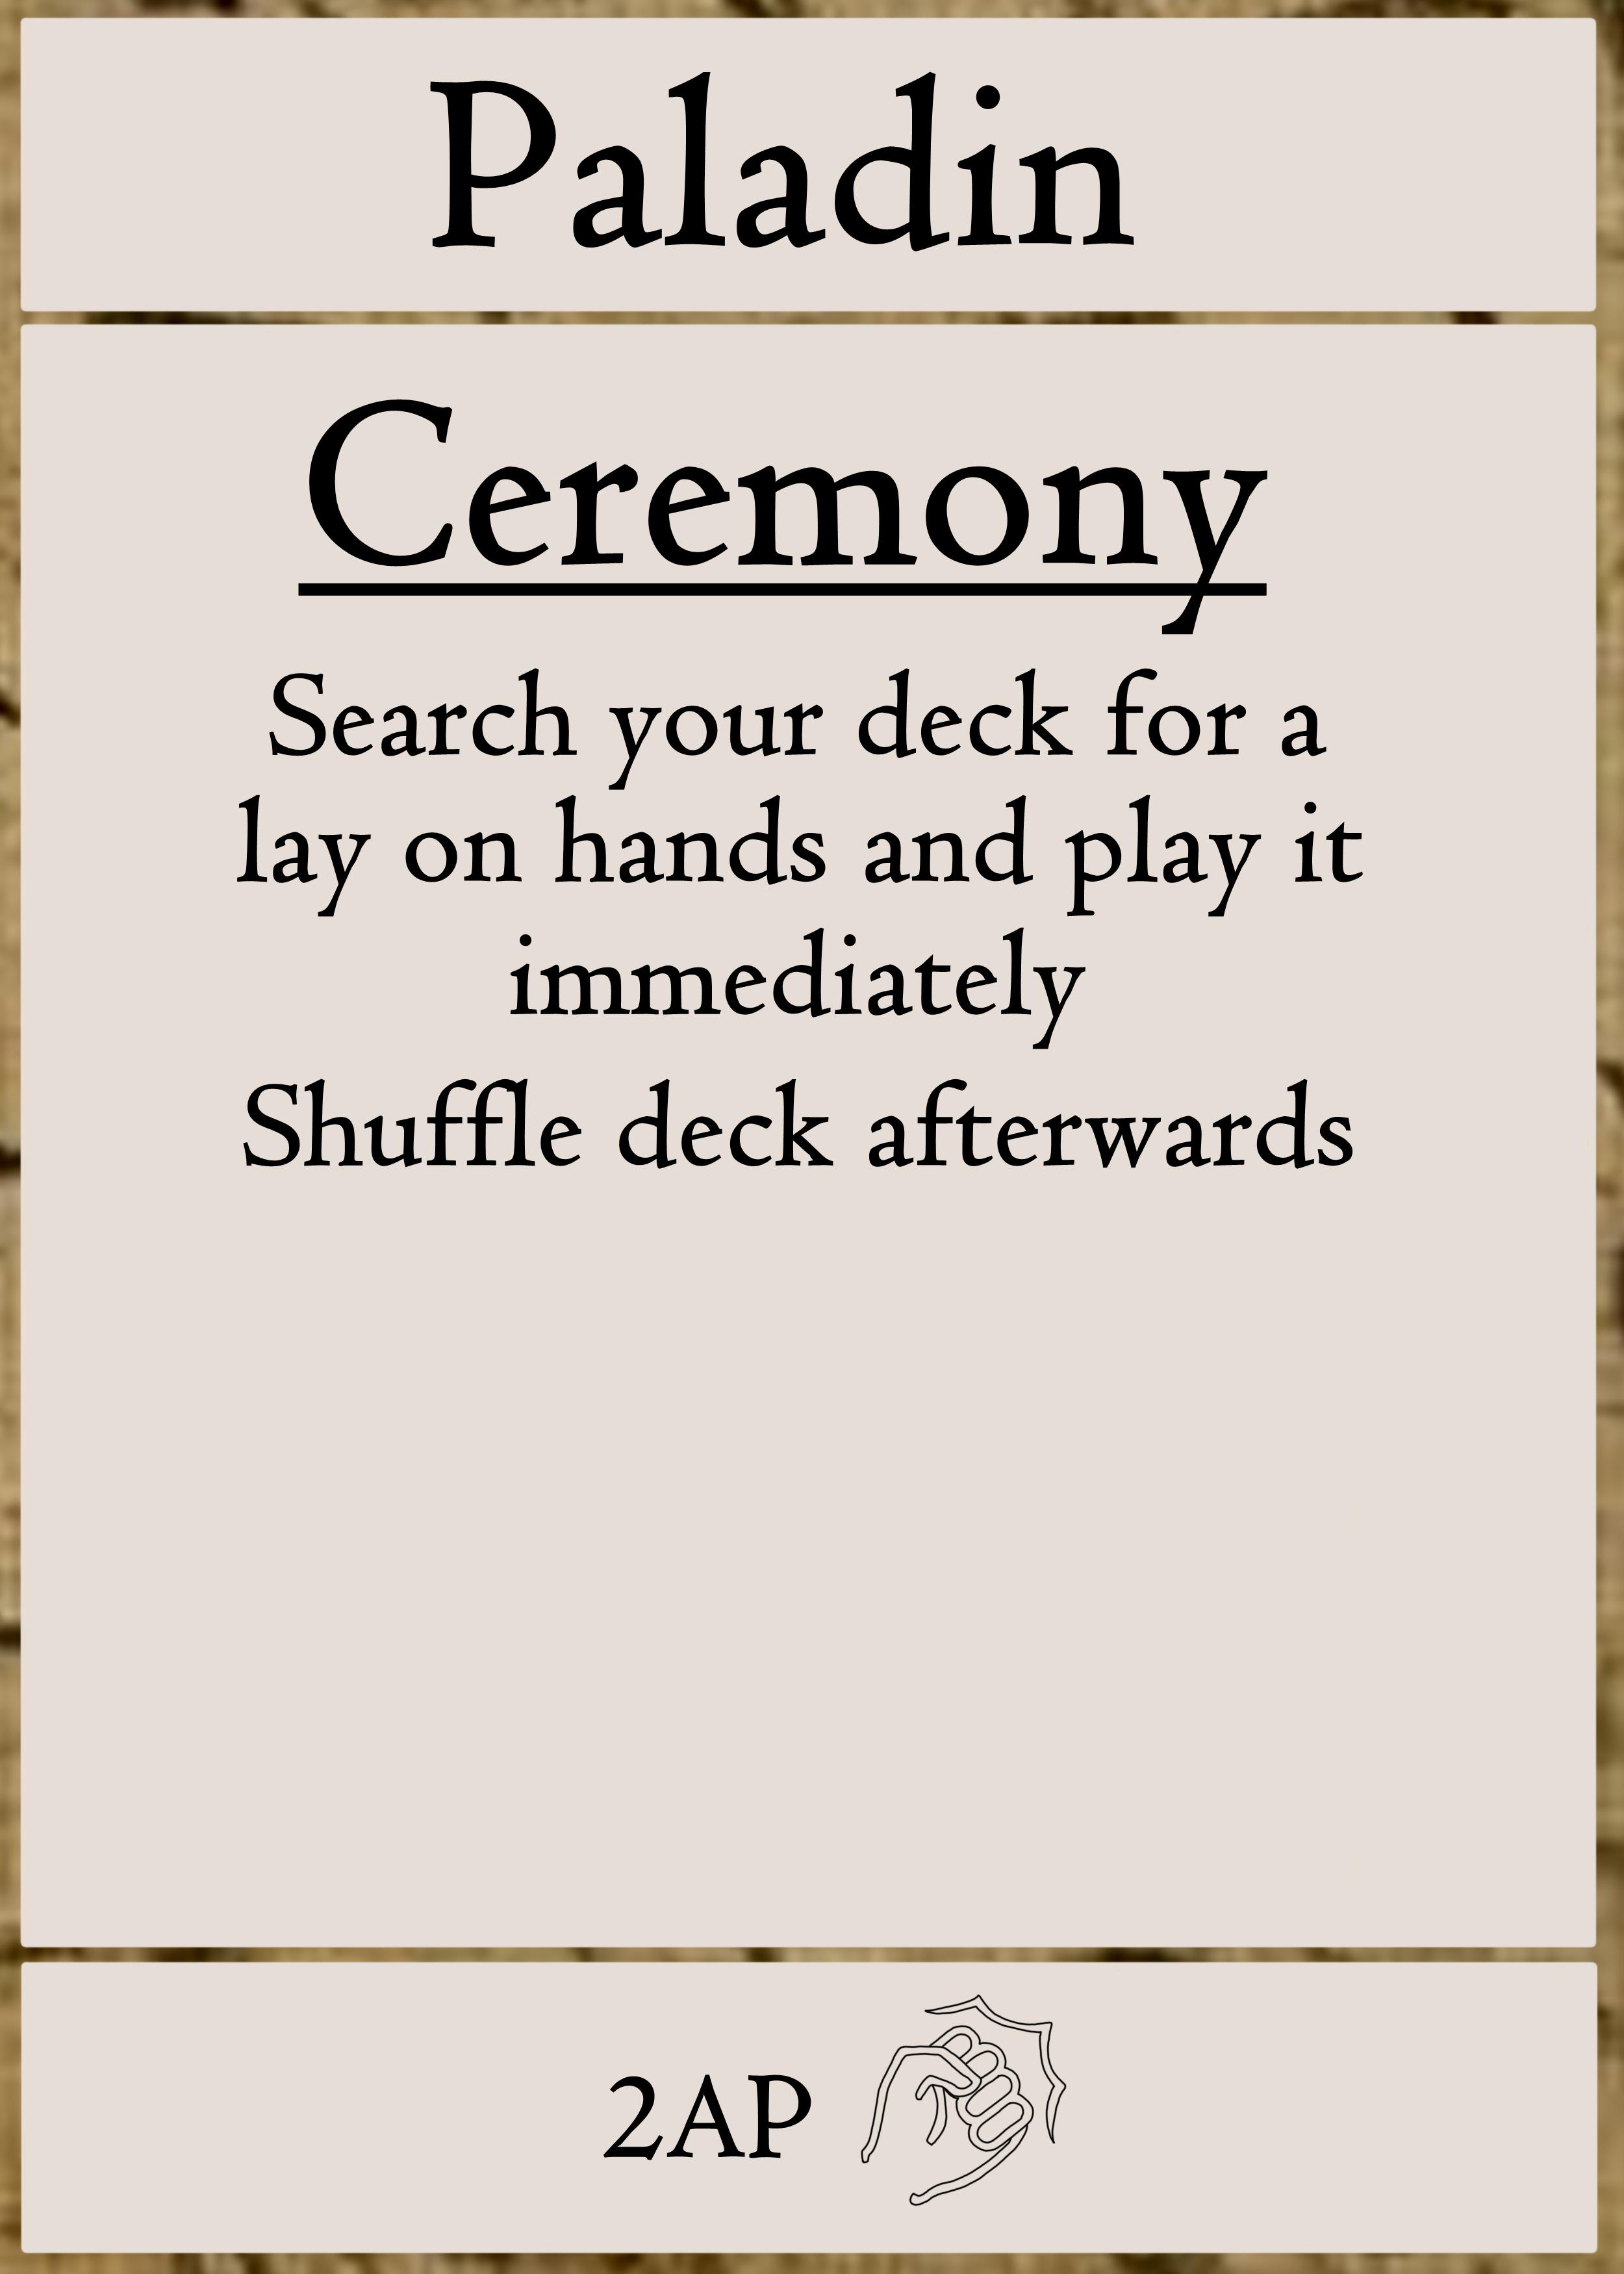 Paladin
Ceremony
Search your deck for a
lay on hands and play it
immediately
Shuffle deck afterwards
2AP